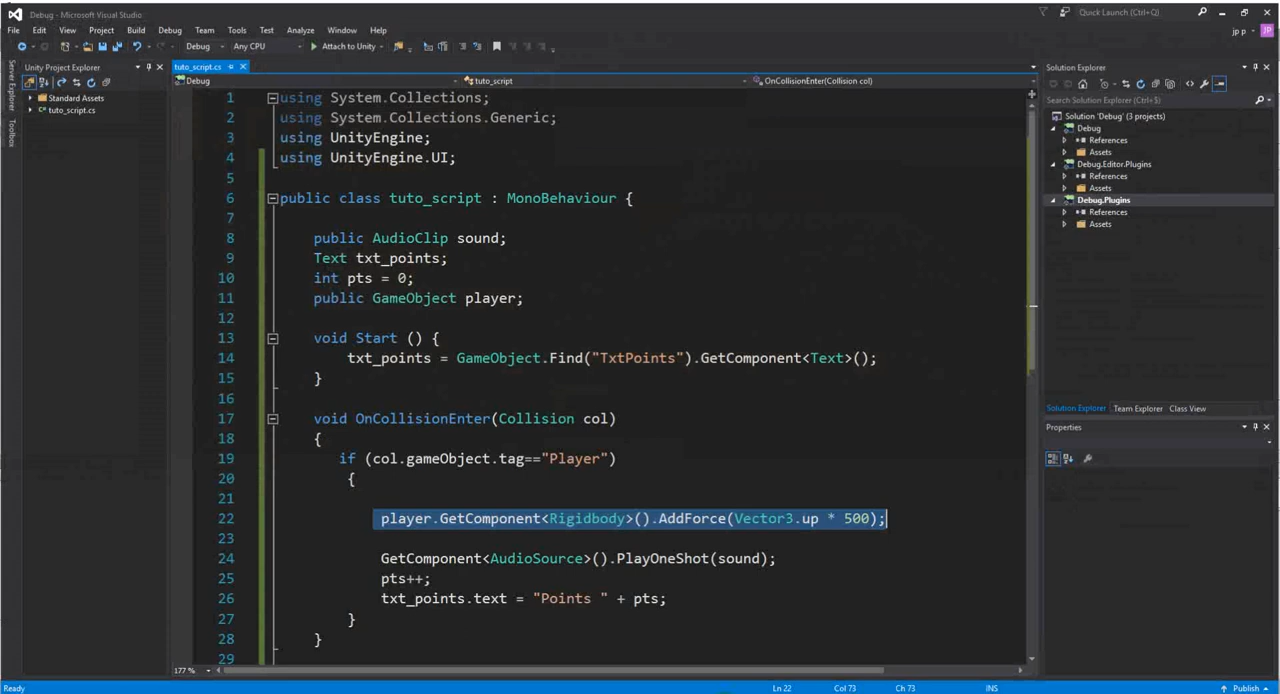 Debug - Microsoft Visual Studio
Quick Launch (Ctrl+Q)
File Edit View Project Build Debug Team Tools Test Analyze Window Help
jp p JP
Debug Any CPU Attach to Unity
Server Explorer
Toolbox
Unity Project Explorer
Standard Assets
tuto_script.cs
tuto_script.cs
Debug tuto_script OnCollisionEnter(Collision col)
1 using System.Collections;
2 using System.Collections.Generic;
3 using UnityEngine;
4 using UnityEngine.UI;
5
6 public class tuto_script : MonoBehaviour {
7
8 public AudioClip sound;
9 Text txt_points;
10 int pts = 0;
11 public GameObject player;
12
13 void Start () {
14 txt_points = GameObject.Find("TxtPoints").GetComponent<Text>();
15 }
16
17 void OnCollisionEnter(Collision col)
18 {
19 if (col.gameObject.tag=="Player")
20 {
21
22 player.GetComponent<Rigidbody>().AddForce(Vector3.up * 500);
23
24 GetComponent<AudioSource>().PlayOneShot(sound);
25 pts++;
26 txt_points.text = "Points " + pts;
27 }
28 }
29
177 %
Solution Explorer
Search Solution Explorer (Ctrl+$)
Solution 'Debug' (3 projects)
Debug
References
Assets
Debug.Editor.Plugins
References
Assets
Debug.Plugins
References
Assets
Solution Explorer Team Explorer Class View
Properties
Ready Ln 22 Col 73 Ch 73 INS Publish